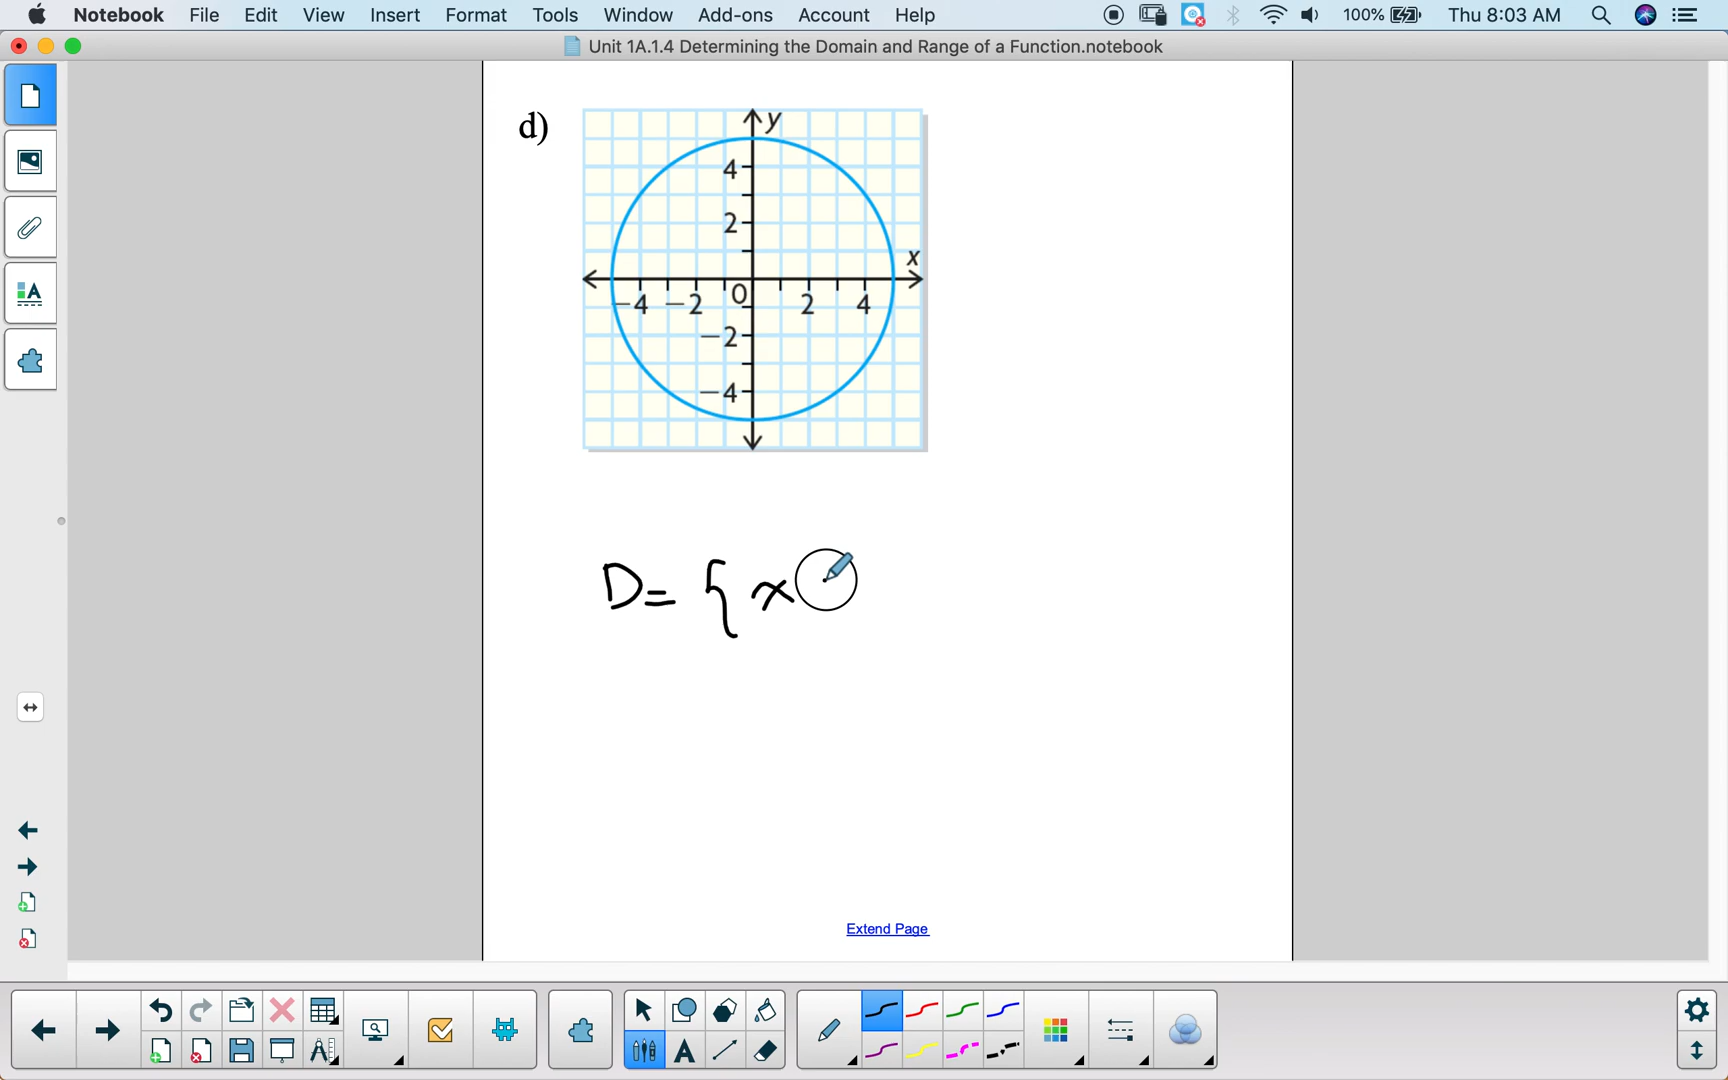 Notebook File Edit View Insert Format Tools Window Add-ons Account Help 100% Thu 8:03 AM
Unit 1A.1.4 Determining the Domain and Range of a Function.notebook
d)
y
4
2
x
−4 −2 0 2 4
−2
−4
D= { x
Extend Page